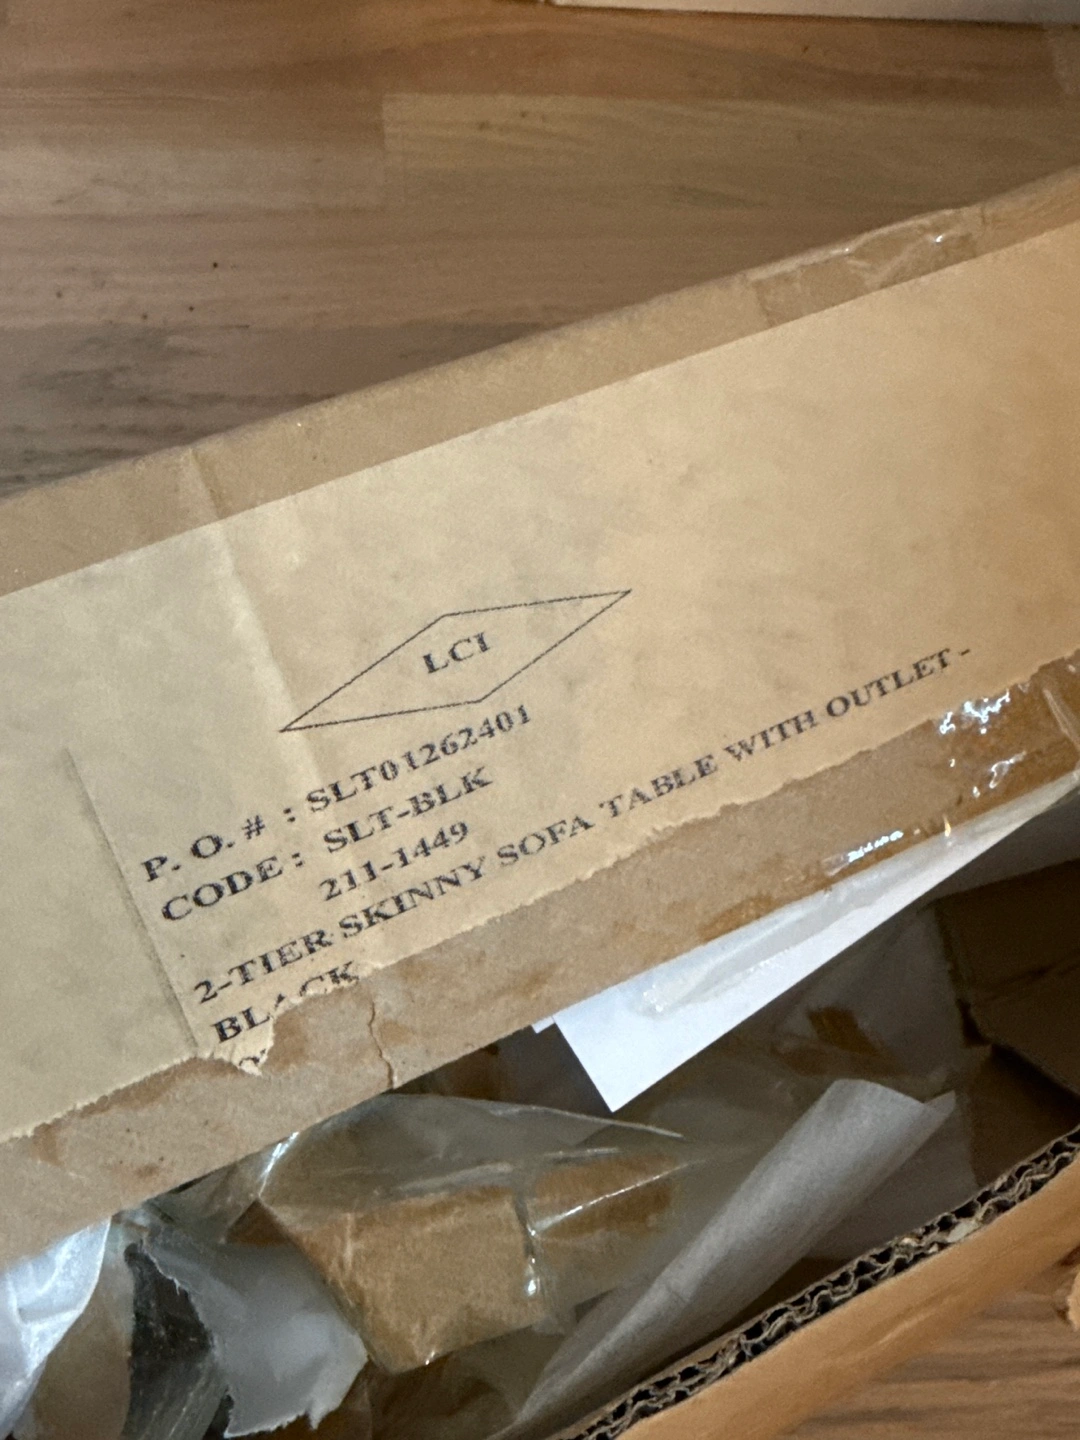 LCI
P. O. # : SLT01262401
CODE : SLT-BLK
211-1449
2-TIER SKINNY SOFA TABLE WITH OUTLET -
BLACK